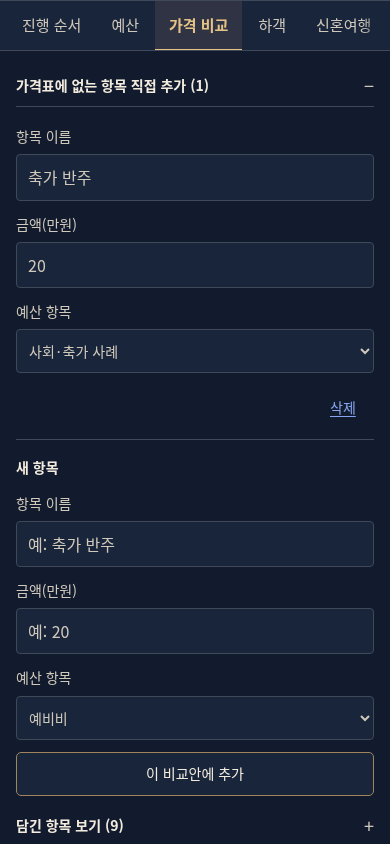 진행 순서 예산 가격 비교 하객 신혼여행
가격표에 없는 항목 직접 추가 (1) −
항목 이름
축가 반주
금액(만원)
20
예산 항목
사회·축가 사례
삭제
새 항목
항목 이름
예: 축가 반주
금액(만원)
예: 20
예산 항목
예비비
이 비교안에 추가
담긴 항목 보기 (9) +